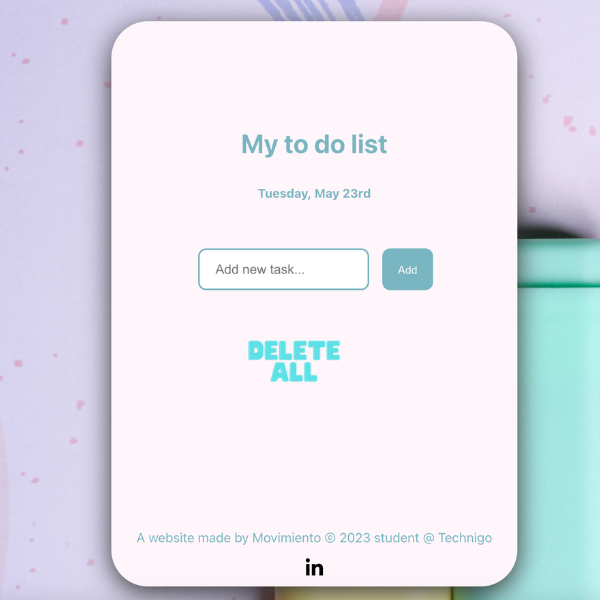 My to do list
Tuesday, May 23rd
Add new task...
Add
DELETE
ALL
A website made by Movimiento © 2023 student @ Technigo
in